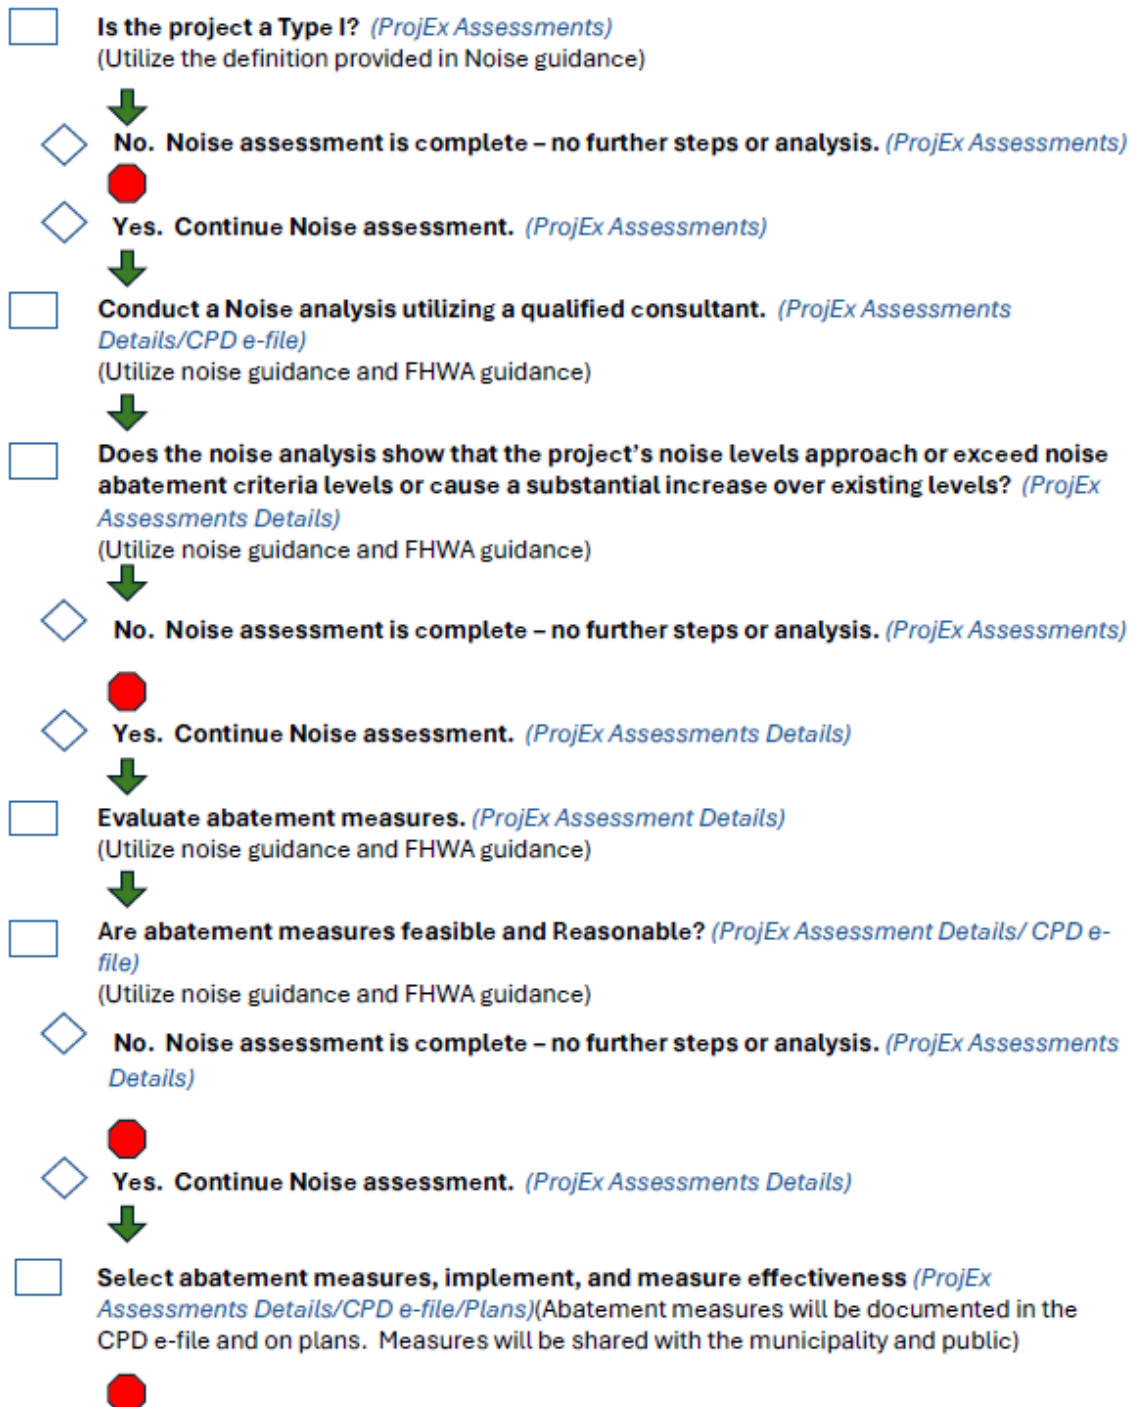 Is the project a Type I? (ProjEx Assessments)
(Utilize the definition provided in Noise guidance)
No. Noise assessment is complete – no further steps or analysis. (ProjEx Assessments)
Yes. Continue Noise assessment. (ProjEx Assessments)
Conduct a Noise analysis utilizing a qualified consultant. (ProjEx Assessments
Details/CPD e-file)
(Utilize noise guidance and FHWA guidance)
Does the noise analysis show that the project’s noise levels approach or exceed noise
abatement criteria levels or cause a substantial increase over existing levels? (ProjEx
Assessments Details)
(Utilize noise guidance and FHWA guidance)
No. Noise assessment is complete – no further steps or analysis. (ProjEx Assessments)
Yes. Continue Noise assessment. (ProjEx Assessments Details)
Evaluate abatement measures. (ProjEx Assessment Details)
(Utilize noise guidance and FHWA guidance)
Are abatement measures feasible and Reasonable? (ProjEx Assessment Details/ CPD e-
file)
(Utilize noise guidance and FHWA guidance)
No. Noise assessment is complete – no further steps or analysis. (ProjEx Assessments
Details)
Yes. Continue Noise assessment. (ProjEx Assessments Details)
Select abatement measures, implement, and measure effectiveness (ProjEx
Assessments Details/CPD e-file/Plans)(Abatement measures will be documented in the
CPD e-file and on plans. Measures will be shared with the municipality and public)